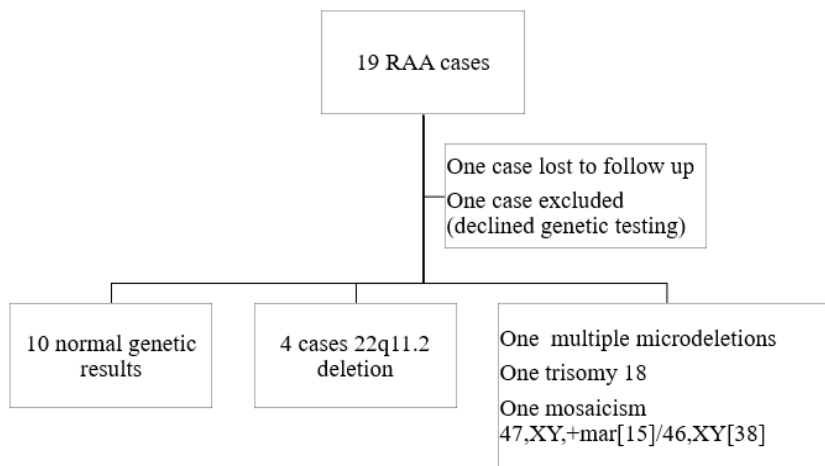 19 RAA cases
One case lost to follow up
One case excluded
(declined genetic testing)
10 normal genetic
results
4 cases 22q11.2
deletion
One multiple microdeletions
One trisomy 18
One mosaicism
47,XY,+mar[15]/46,XY[38]